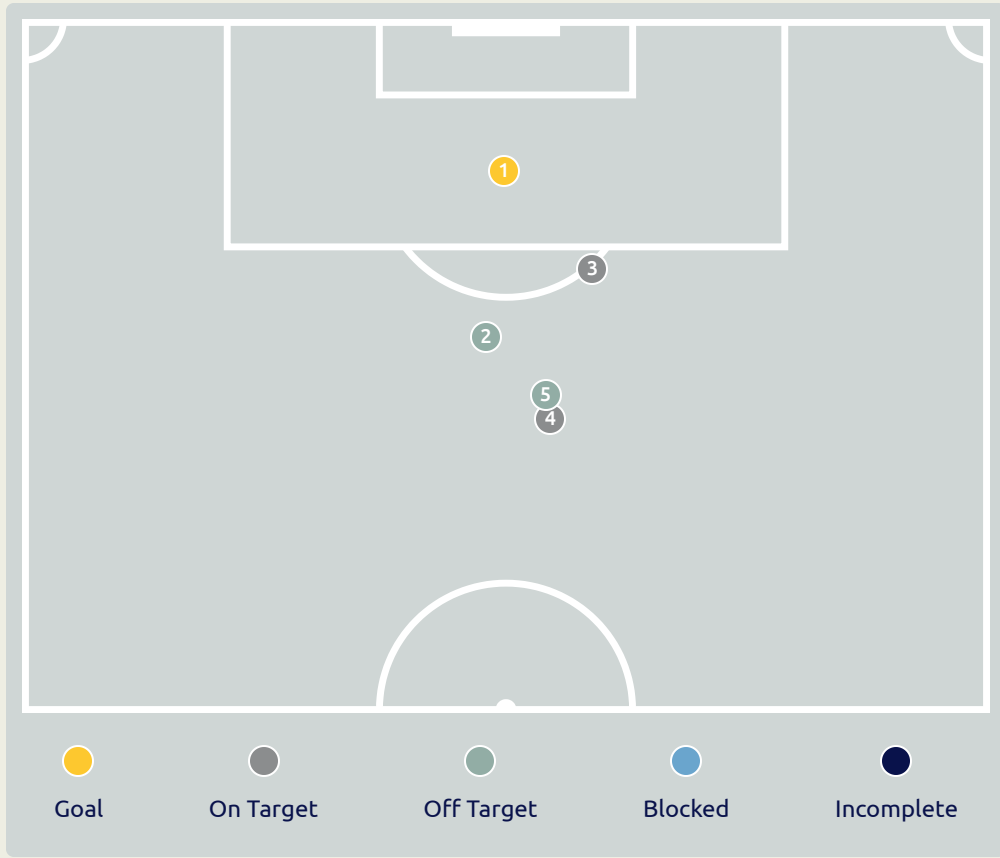 1
3
2
5
4
Goal
On Target
Off Target
Blocked
Incomplete